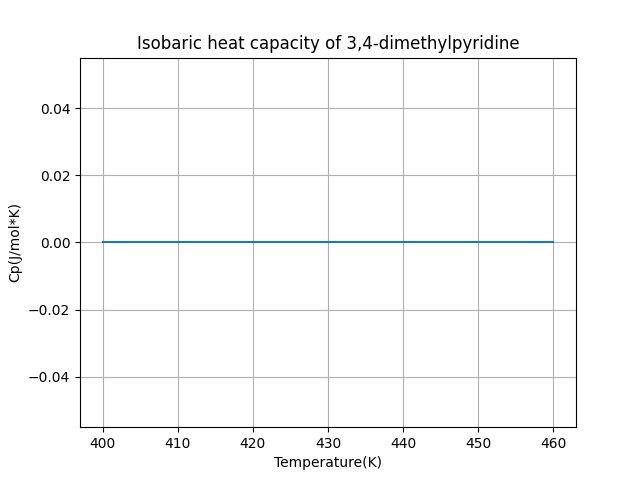 Isobaric heat capacity of 3,4-dimethylpyridine
Cp(J/mol*K)
0.04
0.02
0.00
−0.02
−0.04
400 410 420 430 440 450 460
Temperature(K)